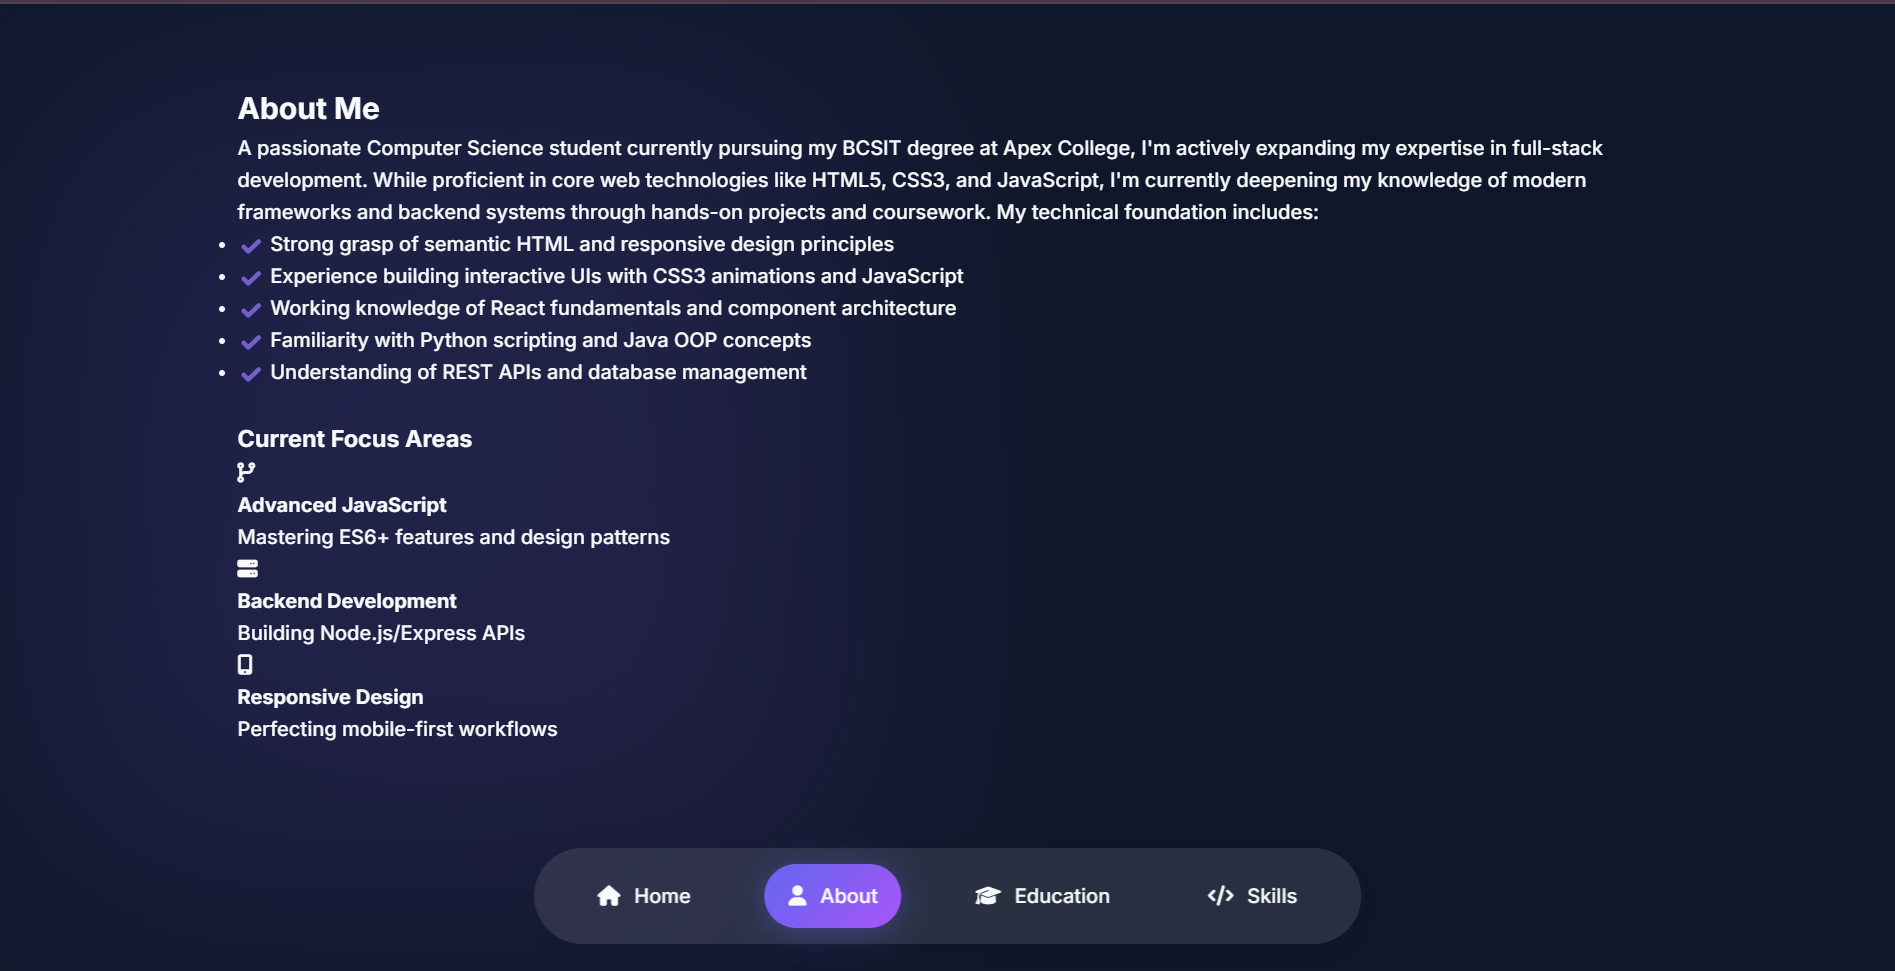 About Me
A passionate Computer Science student currently pursuing my BCSIT degree at Apex College, I'm actively expanding my expertise in full-stack
development. While proficient in core web technologies like HTML5, CSS3, and JavaScript, I'm currently deepening my knowledge of modern
frameworks and backend systems through hands-on projects and coursework. My technical foundation includes:
Strong grasp of semantic HTML and responsive design principles
Experience building interactive UIs with CSS3 animations and JavaScript
Working knowledge of React fundamentals and component architecture
Familiarity with Python scripting and Java OOP concepts
Understanding of REST APIs and database management
Current Focus Areas
Advanced JavaScript
Mastering ES6+ features and design patterns
Backend Development
Building Node.js/Express APIs
Responsive Design
Perfecting mobile-first workflows
Home About Education Skills